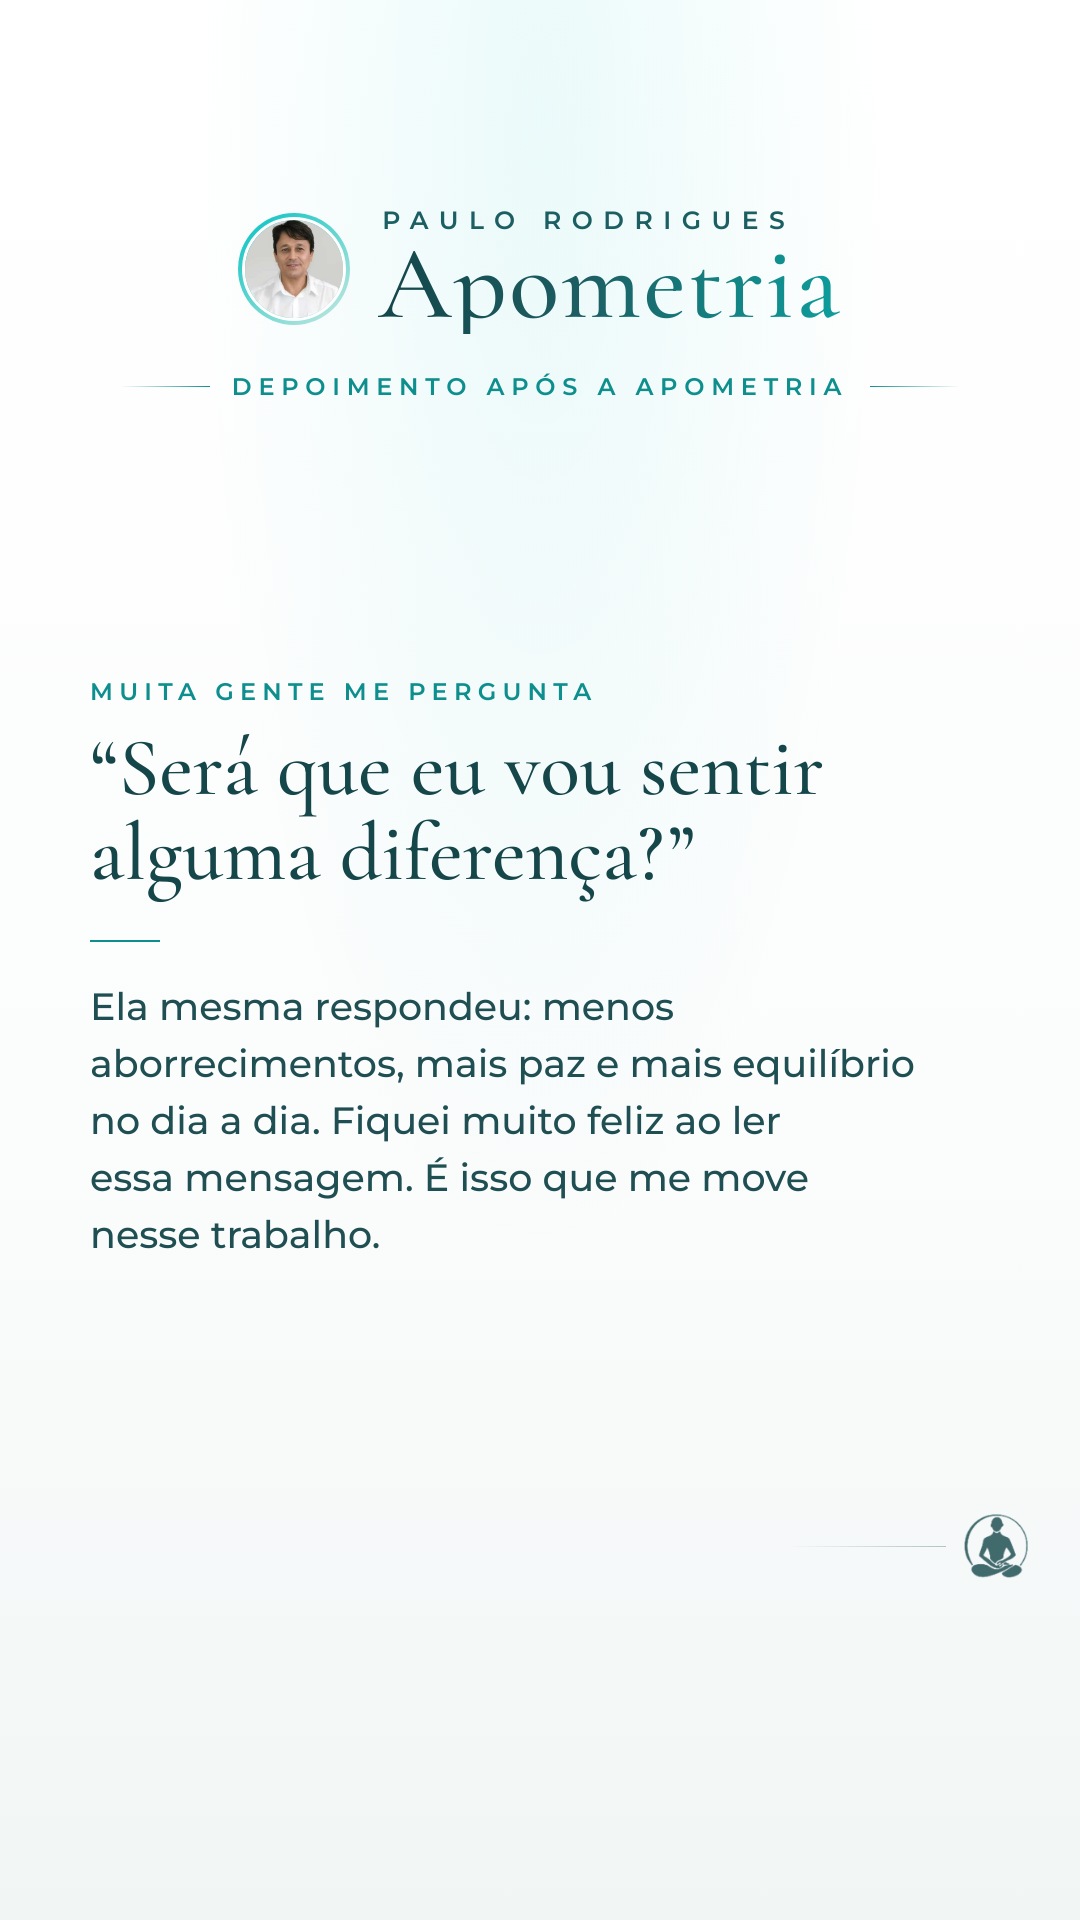 PAULO RODRIGUES
Apometria
DEPOIMENTO APÓS A APOMETRIA
MUITA GENTE ME PERGUNTA
“Será que eu vou sentir
alguma diferença?”
Ela mesma respondeu: menos
aborrecimentos, mais paz e mais equilíbrio
no dia a dia. Fiquei muito feliz ao ler
essa mensagem. É isso que me move
nesse trabalho.